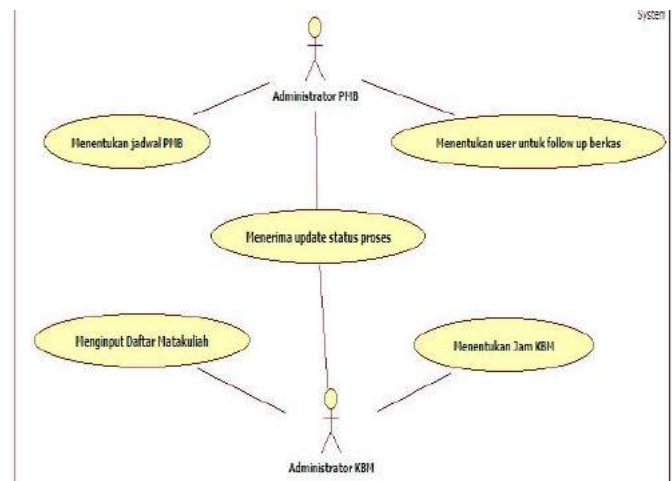 System
Administrator PMB
Menentukan jadwal PMB
Menentukan user untuk follow up berkas
Menerima update status proses
Menginput Daftar Matakuliah
Menentukan Jam KBM
Administrator KBM